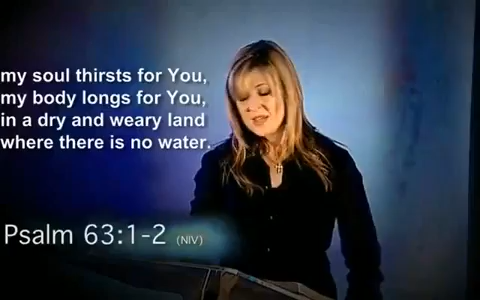 my soul thirsts for You,
my body longs for You,
in a dry and weary land
where there is no water.
Psalm 63:1-2 (NIV)